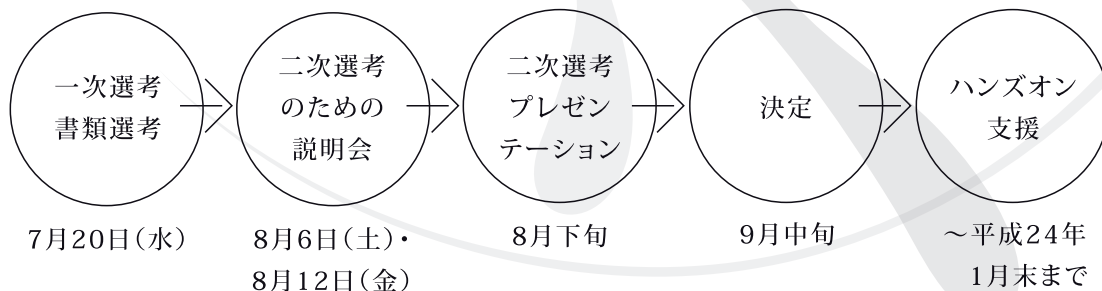 一次選考
書類選考
7月20日(水)
二次選考
のための
説明会
8月6日(土)・
8月12日(金)
二次選考
プレゼン
テーション
8月下旬
決定
9月中旬
ハンズオン
支援
〜平成24年
1月末まで